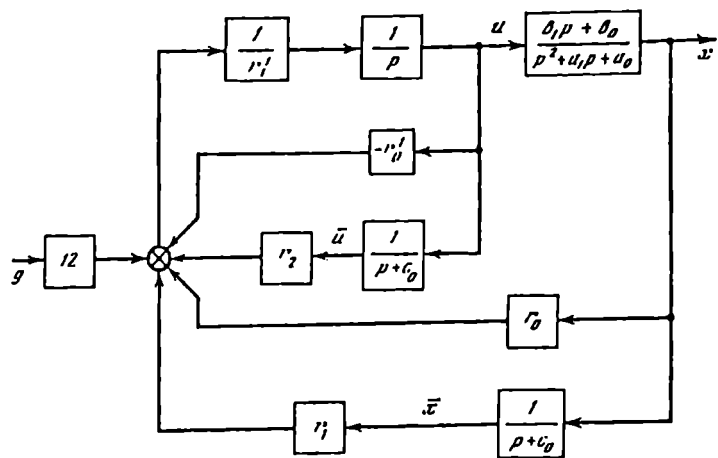 1/r₁' 1/p u (b₁p + b₀)/(p² + a₁p + a₀) x
-r₀'
g 12 r₂ ū 1/(p+c₀)
r₀
r₁ x̄ 1/(p+c₀)